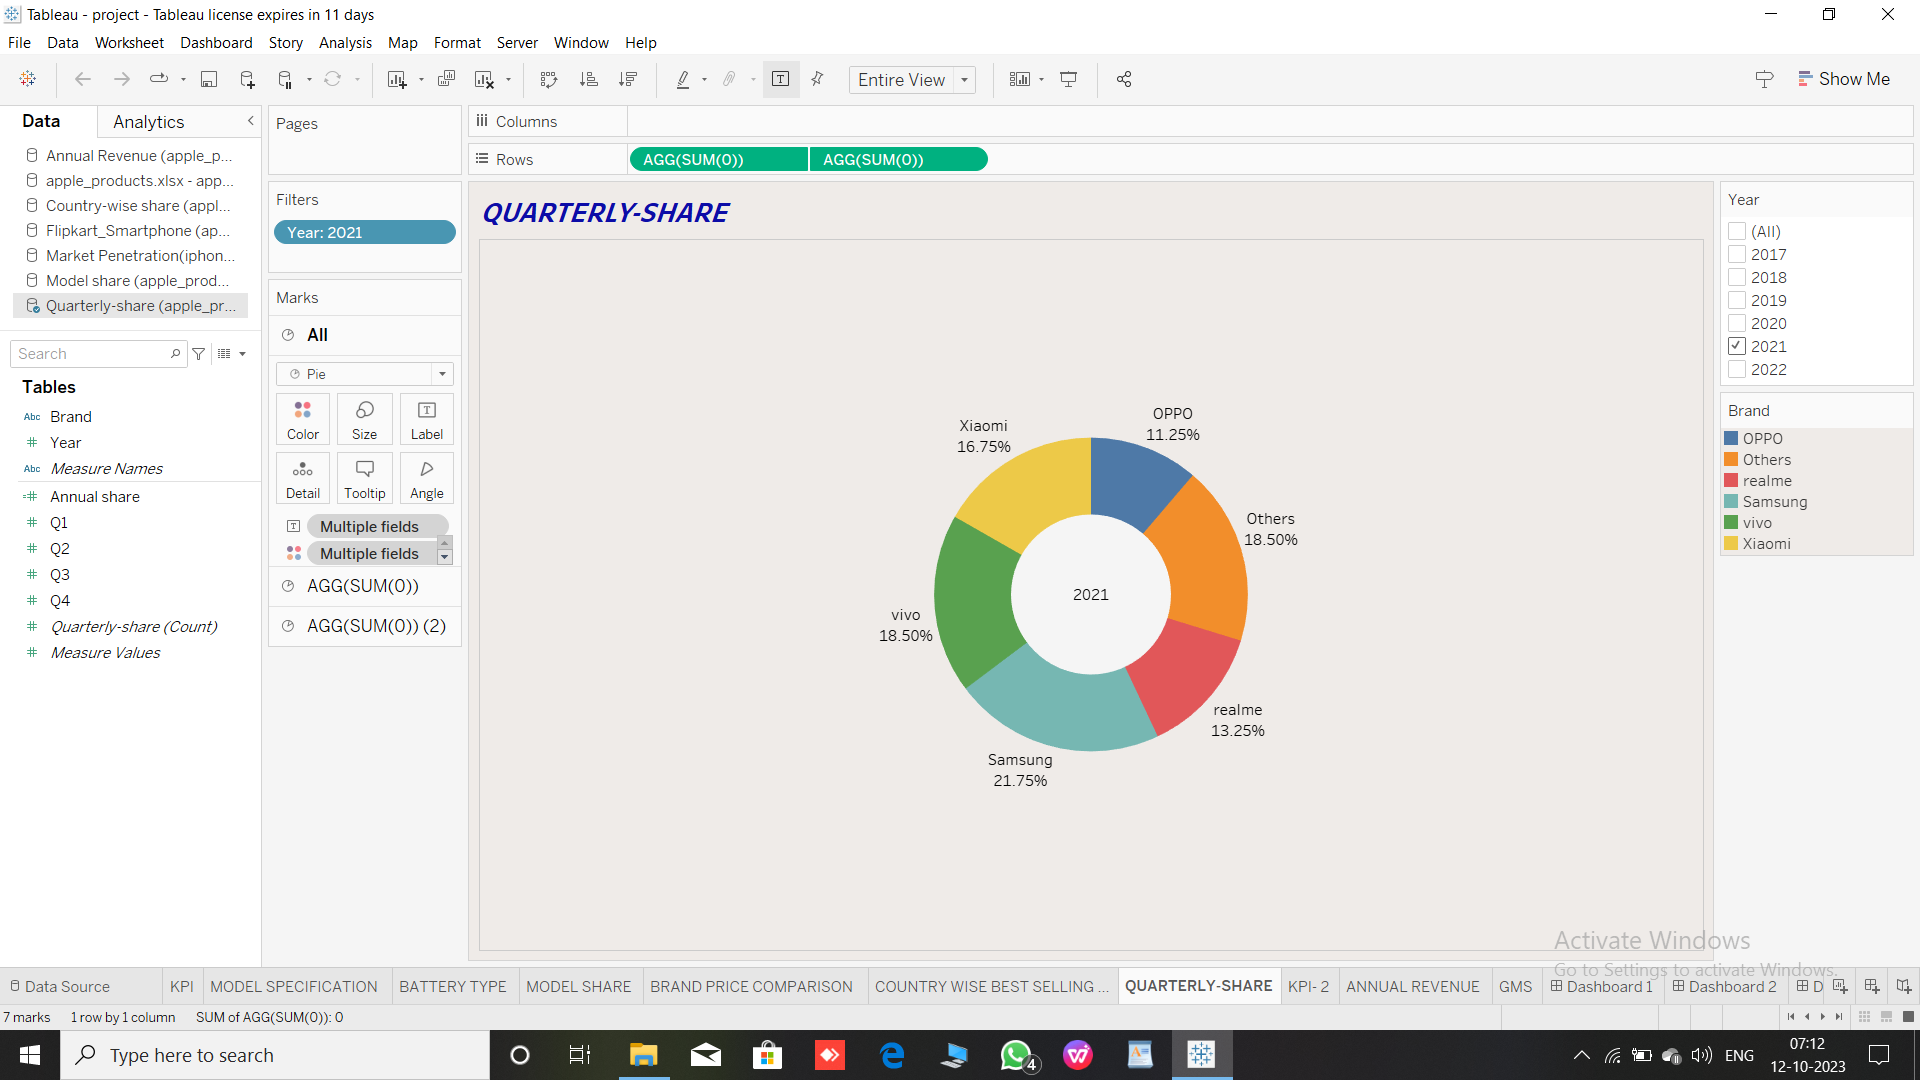 Tableau - project - Tableau license expires in 11 days
File Data Worksheet Dashboard Story Analysis Map Format Server Window Help
Entire View
Show Me
Data Analytics
Annual Revenue (apple_p...
apple_products.xlsx - app...
Country-wise share (appl...
Flipkart_Smartphone (ap...
Market Penetration(iphon...
Model share (apple_prod...
Quarterly-share (apple_pr...
Search
Tables
Abc Brand
# Year
Abc Measure Names
=# Annual share
# Q1
# Q2
# Q3
# Q4
# Quarterly-share (Count)
# Measure Values
Pages
Filters
Year: 2021
Marks
All
Pie
Color Size Label
Detail Tooltip Angle
Multiple fields
Multiple fields
AGG(SUM(0))
AGG(SUM(0)) (2)
Columns
Rows
AGG(SUM(0)) AGG(SUM(0))
QUARTERLY-SHARE
OPPO
11.25%
Xiaomi
16.75%
Others
18.50%
2021
vivo
18.50%
realme
13.25%
Samsung
21.75%
Year
(All)
2017
2018
2019
2020
2021
2022
Brand
OPPO
Others
realme
Samsung
vivo
Xiaomi
Activate Windows
Go to Settings to activate Windows.
Data Source KPI MODEL SPECIFICATION BATTERY TYPE MODEL SHARE BRAND PRICE COMPARISON COUNTRY WISE BEST SELLING ... QUARTERLY-SHARE KPI- 2 ANNUAL REVENUE GMS Dashboard 1 Dashboard 2 D
7 marks 1 row by 1 column SUM of AGG(SUM(0)): 0
Type here to search
4
ENG
07:12
12-10-2023